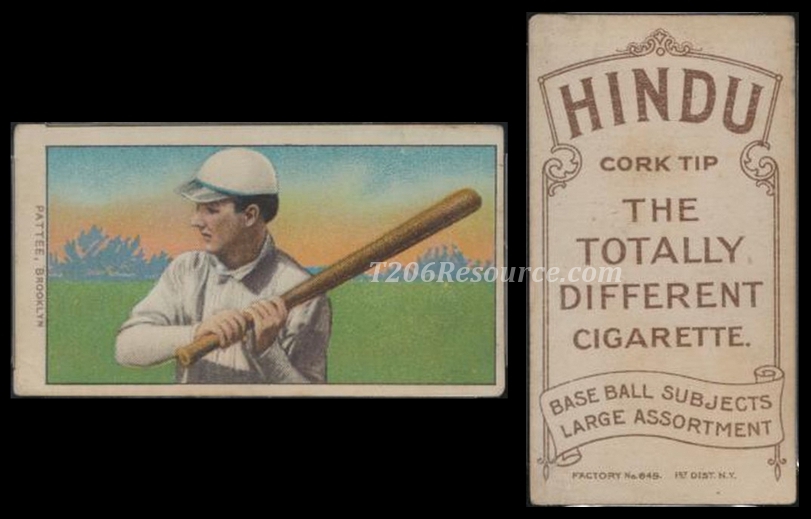 PATTEE, BROOKLYN
T206Resource.com
HINDU
CORK TIP
THE
TOTALLY
DIFFERENT
CIGARETTE.
BASE BALL SUBJECTS
LARGE ASSORTMENT
FACTORY No. 649. 1ST DIST. N.Y.